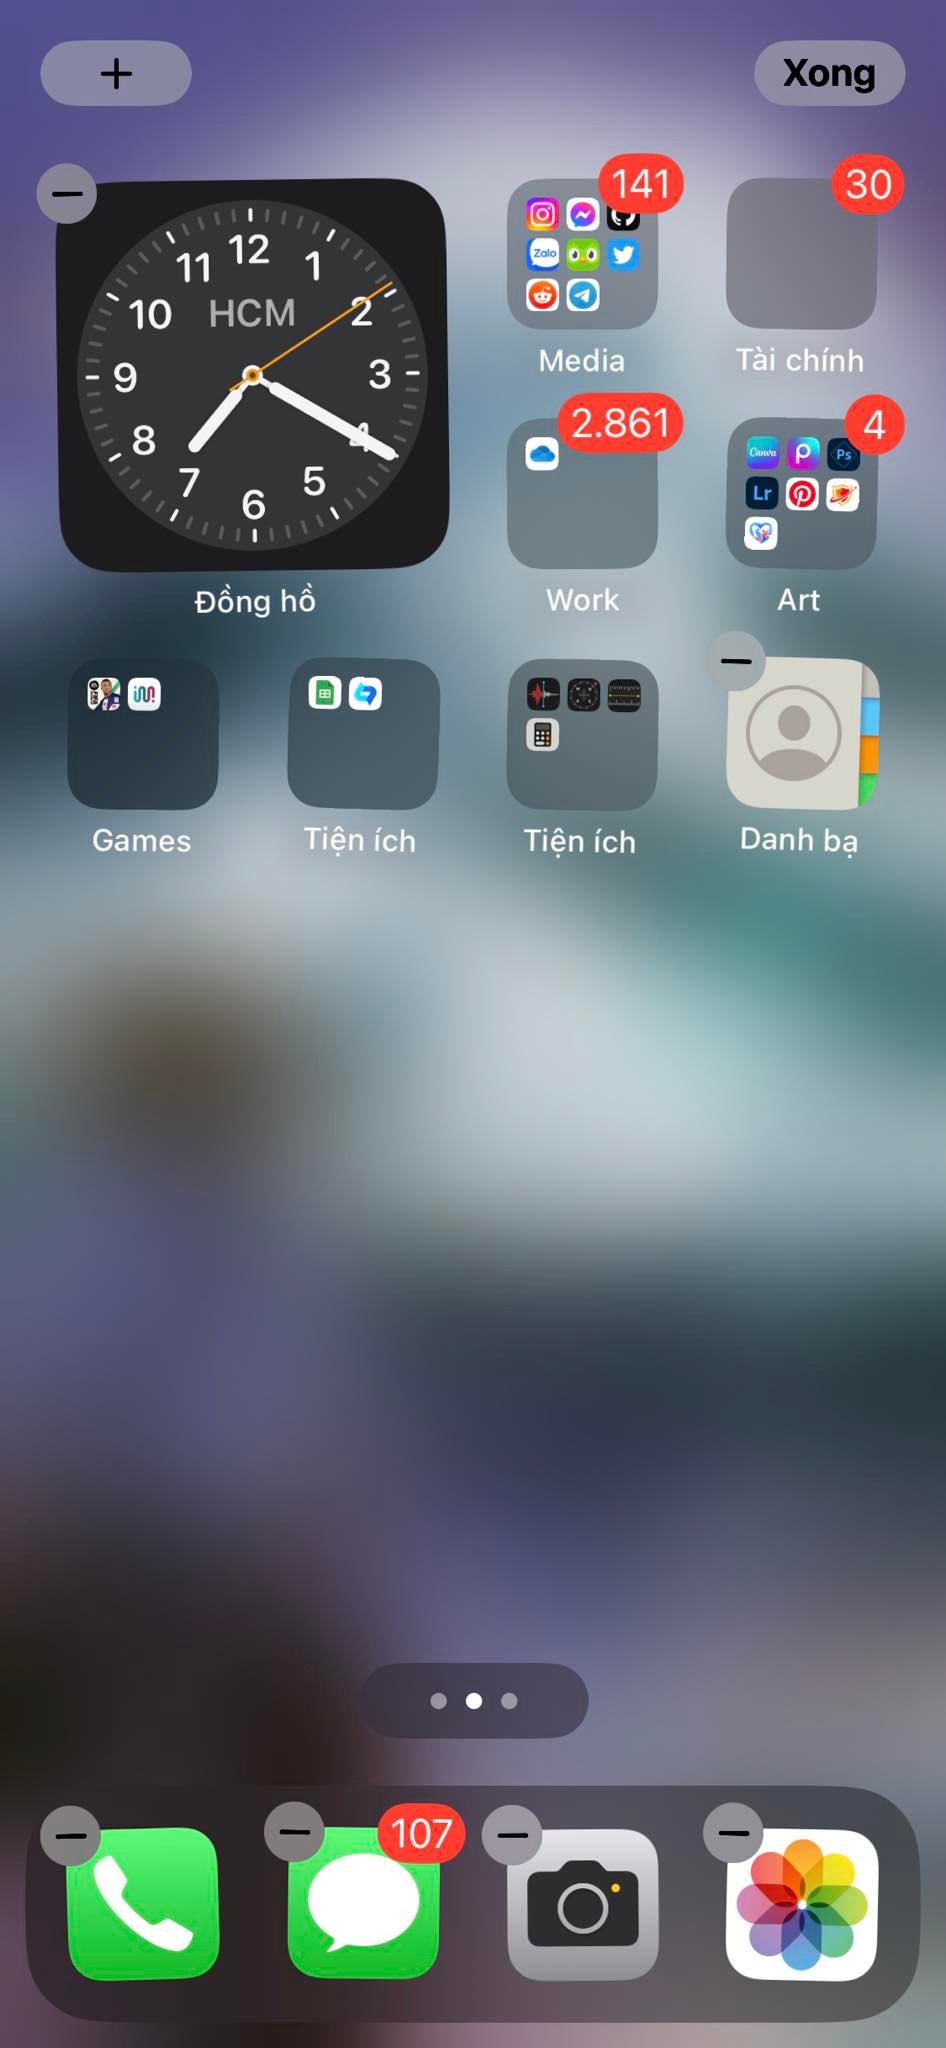 +
Xong
12
11
1
10
HCM
2
9
3
8
4
7
5
6
Đồng hồ
141
Zalo
Media
30
Tài chính
2.861
Work
4
Canva
Ps
Lr
Art
Games
Tiện ích
Tiện ích
Danh bạ
107